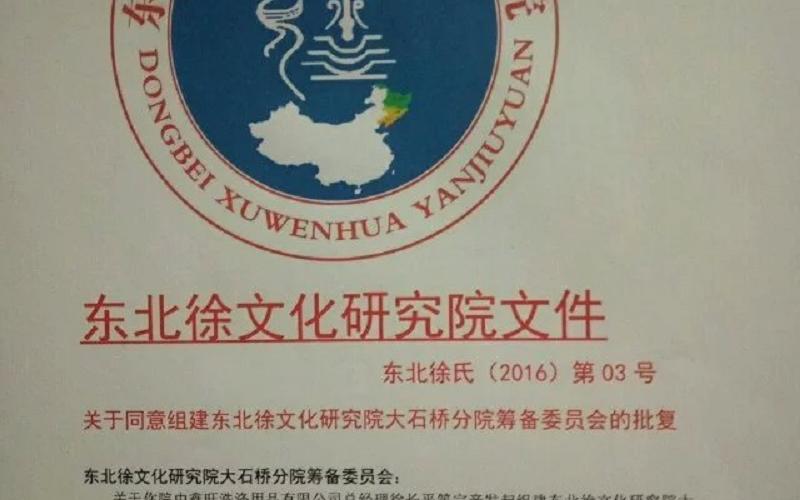 东
DONGBEI XUWENHUA YANJIUYUAN
东北徐文化研究院文件
东北徐氏（2016）第 03 号
关于同意组建东北徐文化研究院大石桥分院筹备委员会的批复
东北徐文化研究院大石桥分院筹备委员会：